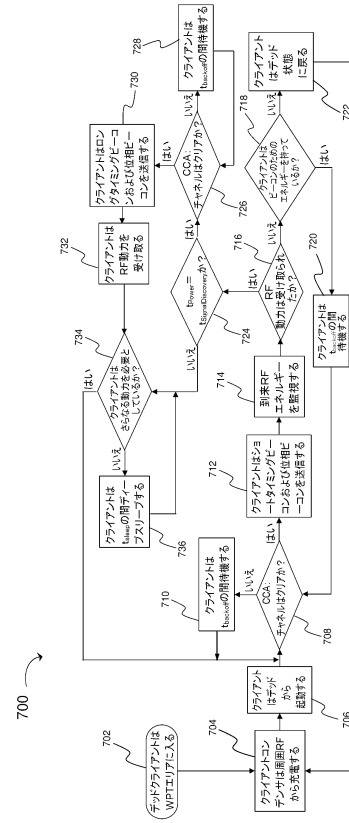 700
702
デッドクライアントは
WPTエリアに入る
704
クライアントコン
デンサは周囲RF
から充電する
706
クライアント
はデッド
から
起動する
708
CCA:
チャネルはクリアか?
いいえ
はい
710
クライアントは
tbackoffの間待機する
712
クライアントはショ
ートタイミングビー
コンおよび位相ビ
ーコンを送信する
714
到来RF
エネルギー
を監視する
716
RF
動力は受け取られ
たか?
はい
いいえ
718
クライアントは
ビーコンのための
エネルギーを持って
いるか?
はい
いいえ
720
クライアントは
tbackoffの間
待機する
722
クライアント
はデッド
状態
に戻る
724
tPower=
tSignalDiscoveryか?
はい
いいえ
726
CCA:
チャネルはクリアか?
はい
いいえ
728
クライアントは
tbackoffの間待機する
730
クライアントはロン
グタイミングビーコ
ンおよび位相ビー
コンを送信する
732
クライアントは
RF動力を
受け取る
734
クライアントは
さらなる動力を必要と
しているか?
はい
いいえ
736
クライアントは
tsleepの間ディー
プスリープする